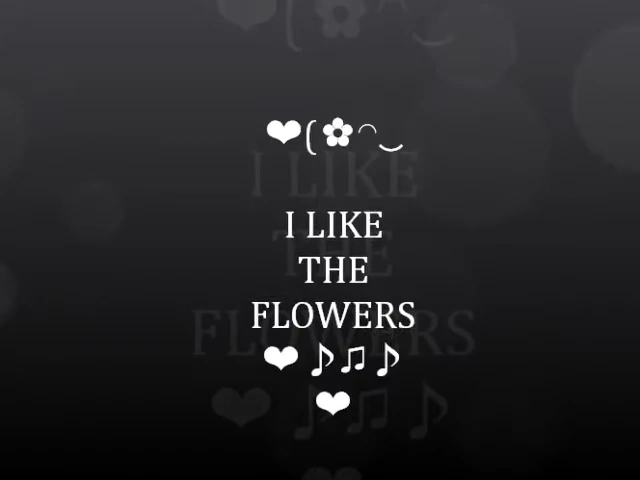 ❤(✿◠‿
I LIKE
THE
FLOWERS
❤♪♫♪
❤